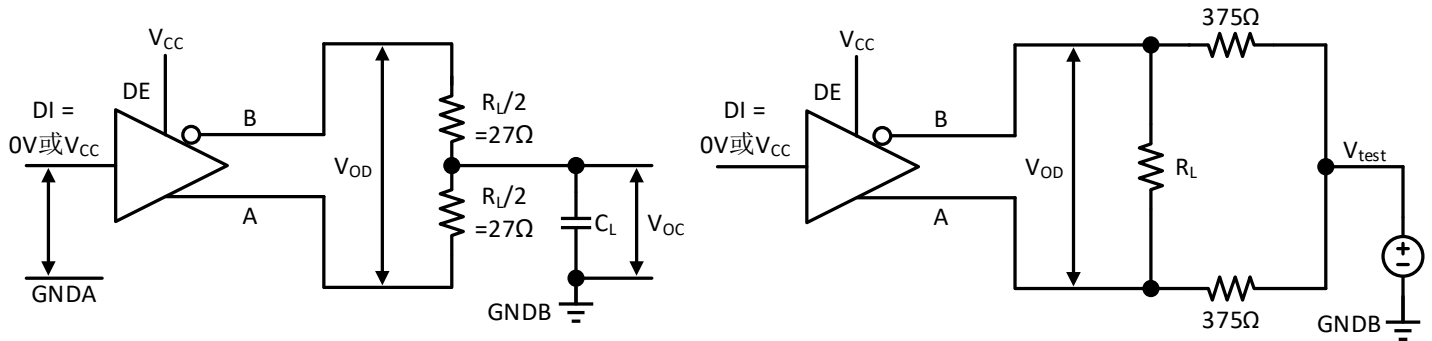 V_CC
DE
DI =
0V或V_CC
B
A
V_OD
R_L/2
=27Ω
R_L/2
=27Ω
C_L
V_OC
GNDA
GNDB
375Ω
V_CC
DE
DI =
0V或V_CC
B
A
V_OD
R_L
V_test
+
−
375Ω
GNDB